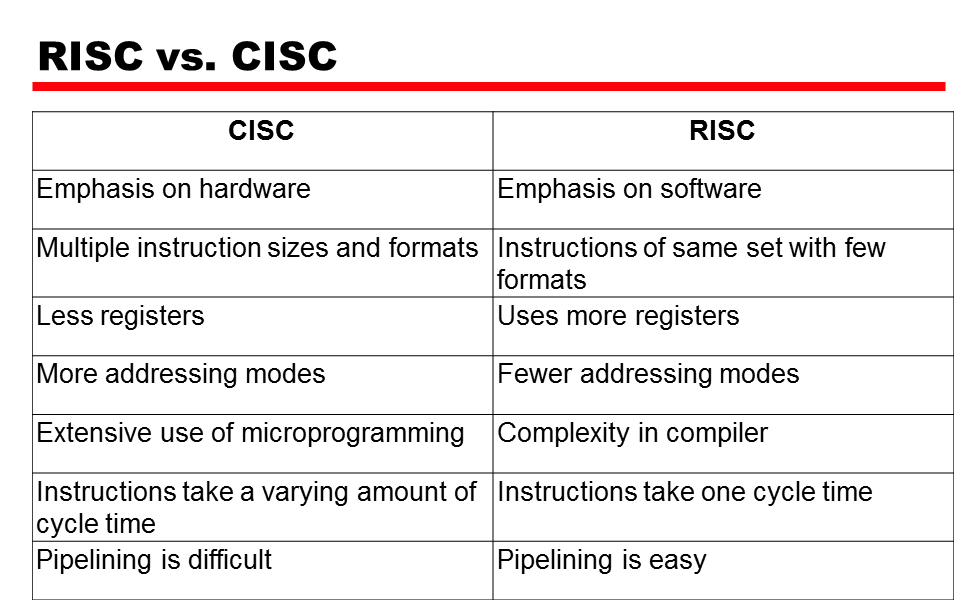 RISC vs. CISC
CISC
RISC
Emphasis on hardware
Emphasis on software
Multiple instruction sizes and formats
Instructions of same set with few
formats
Less registers
Uses more registers
More addressing modes
Fewer addressing modes
Extensive use of microprogramming
Complexity in compiler
Instructions take a varying amount of
cycle time
Instructions take one cycle time
Pipelining is difficult
Pipelining is easy